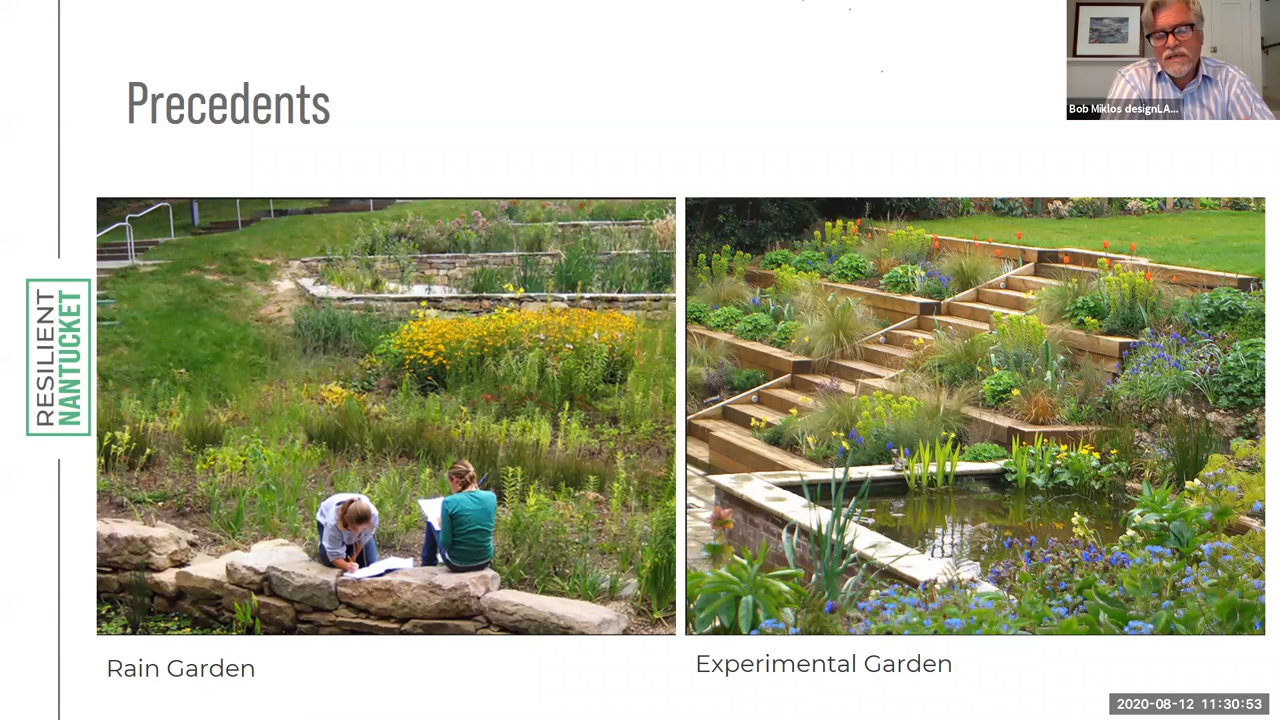 Precedents
Bob Miklos designLA...
RESILIENT
NANTUCKET
Rain Garden
Experimental Garden
2020-08-12 11:30:53